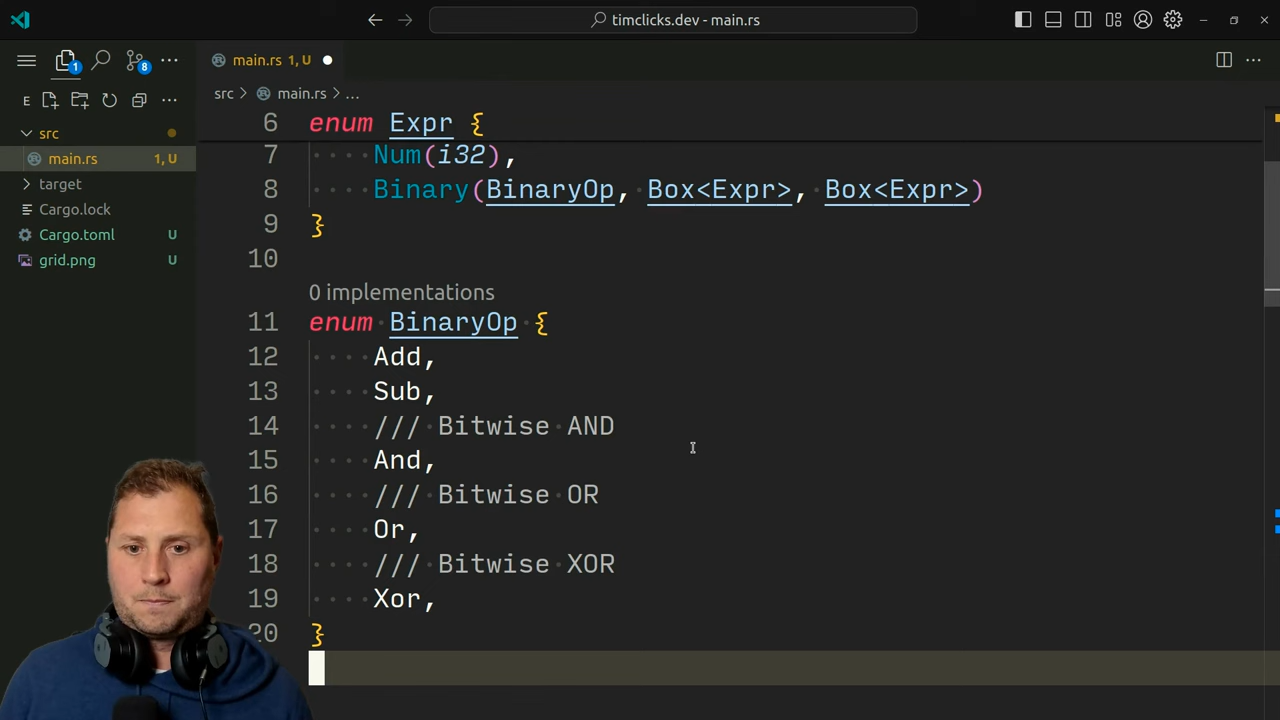 timclicks.dev - main.rs
1
8
main.rs 1, U
src > main.rs > ...
E
src
main.rs 1, U
target
Cargo.lock
Cargo.toml U
grid.png U
6 enum Expr {
7 Num(i32),
8 Binary(BinaryOp, Box<Expr>, Box<Expr>)
9 }
10
0 implementations
11 enum BinaryOp {
12 Add,
13 Sub,
14 /// Bitwise AND
15 And,
16 /// Bitwise OR
17 Or,
18 /// Bitwise XOR
19 Xor,
20 }